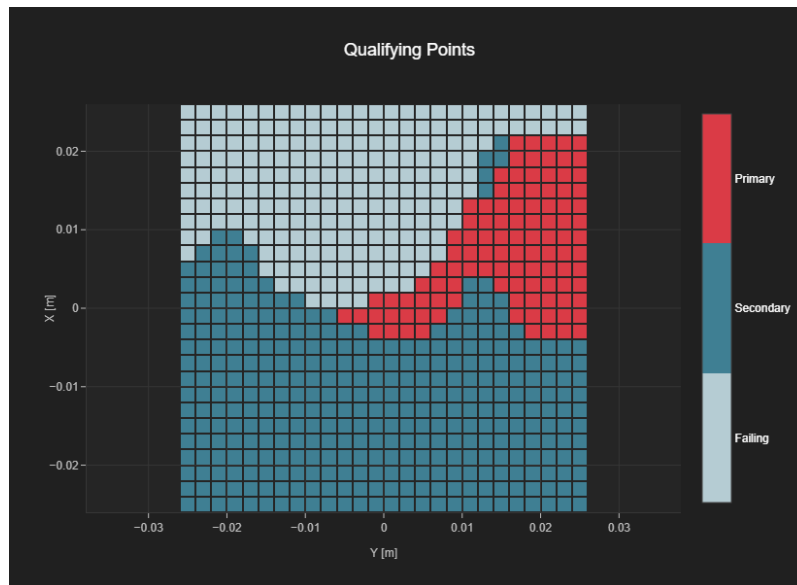 Qualifying Points
0.02
0.01
0
−0.01
−0.02
X [m]
−0.03
−0.02
−0.01
0
0.01
0.02
0.03
Y [m]
Primary
Secondary
Failing